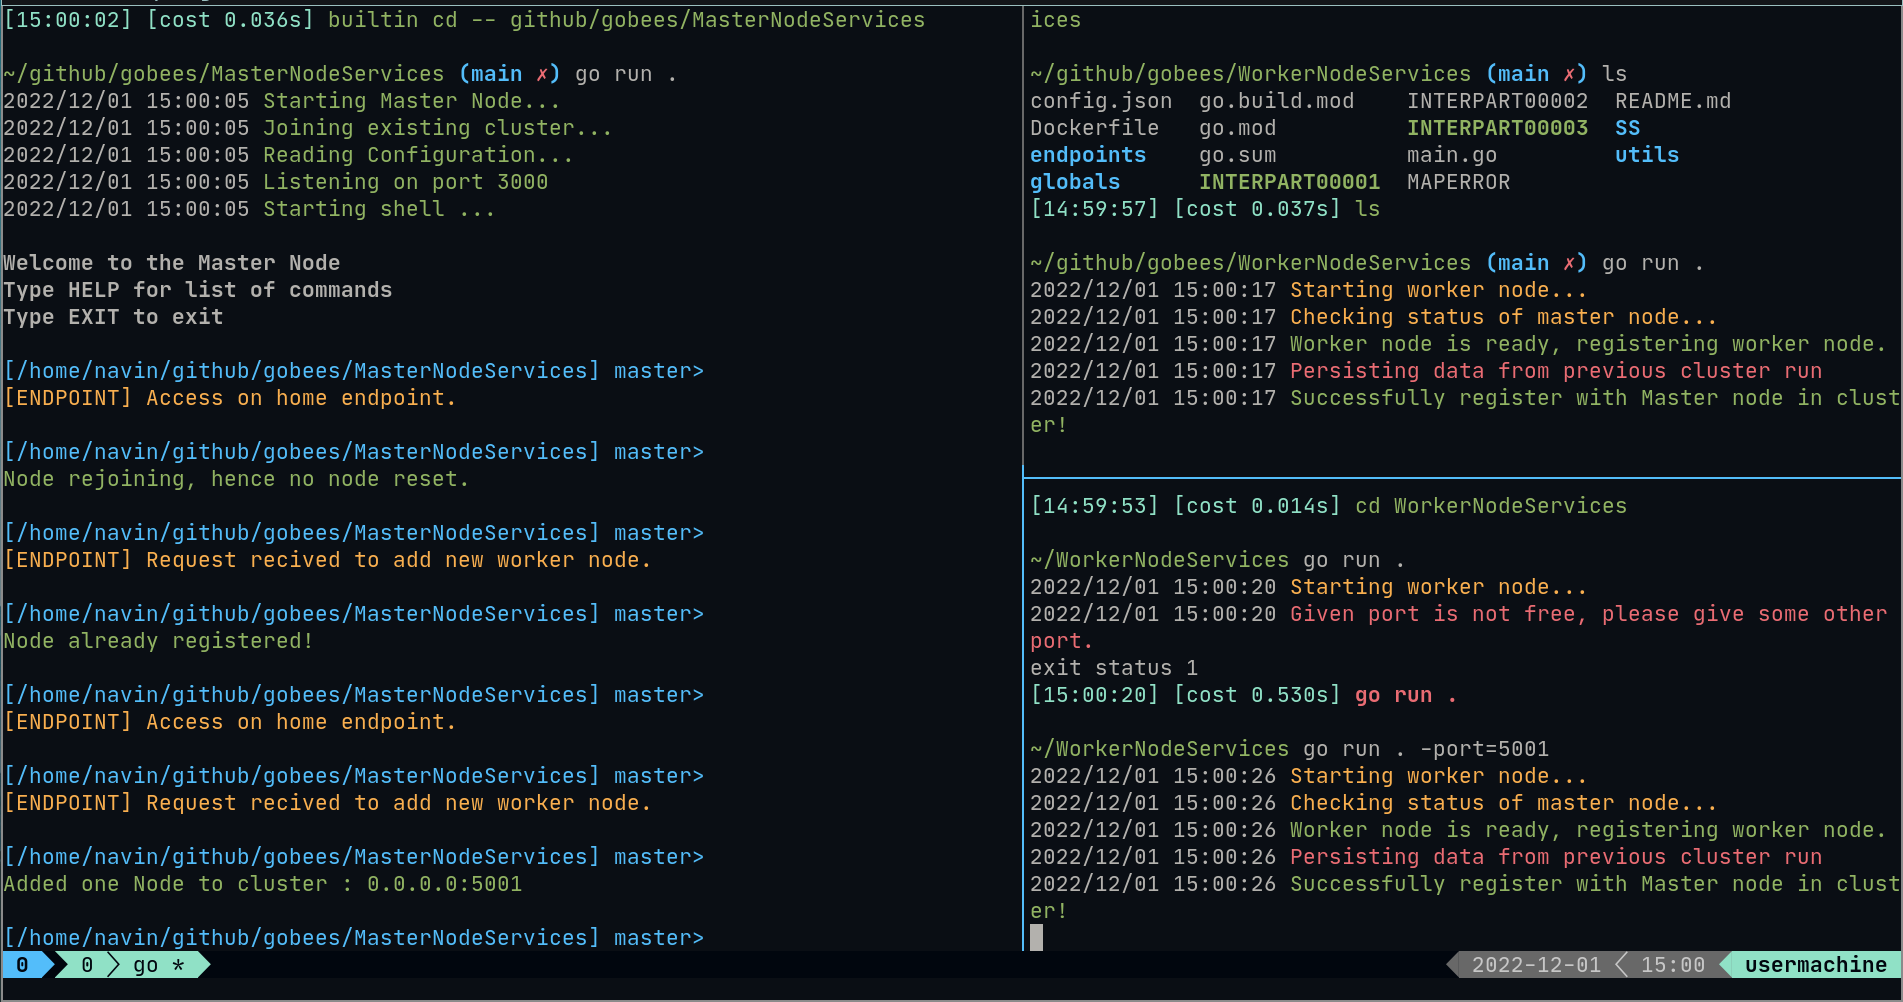 [15:00:02] [cost 0.036s] builtin cd -- github/gobees/MasterNodeServices

~/github/gobees/MasterNodeServices (main ✗) go run .
2022/12/01 15:00:05 Starting Master Node...
2022/12/01 15:00:05 Joining existing cluster...
2022/12/01 15:00:05 Reading Configuration...
2022/12/01 15:00:05 Listening on port 3000
2022/12/01 15:00:05 Starting shell ...

Welcome to the Master Node
Type HELP for list of commands
Type EXIT to exit

[/home/navin/github/gobees/MasterNodeServices] master>
[ENDPOINT] Access on home endpoint.

[/home/navin/github/gobees/MasterNodeServices] master>
Node rejoining, hence no node reset.

[/home/navin/github/gobees/MasterNodeServices] master>
[ENDPOINT] Request recived to add new worker node.

[/home/navin/github/gobees/MasterNodeServices] master>
Node already registered!

[/home/navin/github/gobees/MasterNodeServices] master>
[ENDPOINT] Access on home endpoint.

[/home/navin/github/gobees/MasterNodeServices] master>
[ENDPOINT] Request recived to add new worker node.

[/home/navin/github/gobees/MasterNodeServices] master>
Added one Node to cluster : 0.0.0.0:5001

[/home/navin/github/gobees/MasterNodeServices] master>

ices

~/github/gobees/WorkerNodeServices (main ✗) ls
config.json  go.build.mod    INTERPART00002  README.md
Dockerfile   go.mod          INTERPART00003  SS
endpoints    go.sum          main.go         utils
globals      INTERPART00001  MAPERROR
[14:59:57] [cost 0.037s] ls

~/github/gobees/WorkerNodeServices (main ✗) go run .
2022/12/01 15:00:17 Starting worker node...
2022/12/01 15:00:17 Checking status of master node...
2022/12/01 15:00:17 Worker node is ready, registering worker node.
2022/12/01 15:00:17 Persisting data from previous cluster run
2022/12/01 15:00:17 Successfully register with Master node in clust
er!

[14:59:53] [cost 0.014s] cd WorkerNodeServices

~/WorkerNodeServices go run .
2022/12/01 15:00:20 Starting worker node...
2022/12/01 15:00:20 Given port is not free, please give some other
port.
exit status 1
[15:00:20] [cost 0.530s] go run .

~/WorkerNodeServices go run . -port=5001
2022/12/01 15:00:26 Starting worker node...
2022/12/01 15:00:26 Checking status of master node...
2022/12/01 15:00:26 Worker node is ready, registering worker node.
2022/12/01 15:00:26 Persisting data from previous cluster run
2022/12/01 15:00:26 Successfully register with Master node in clust
er!

0 0 go * 2022-12-01 15:00 usermachine